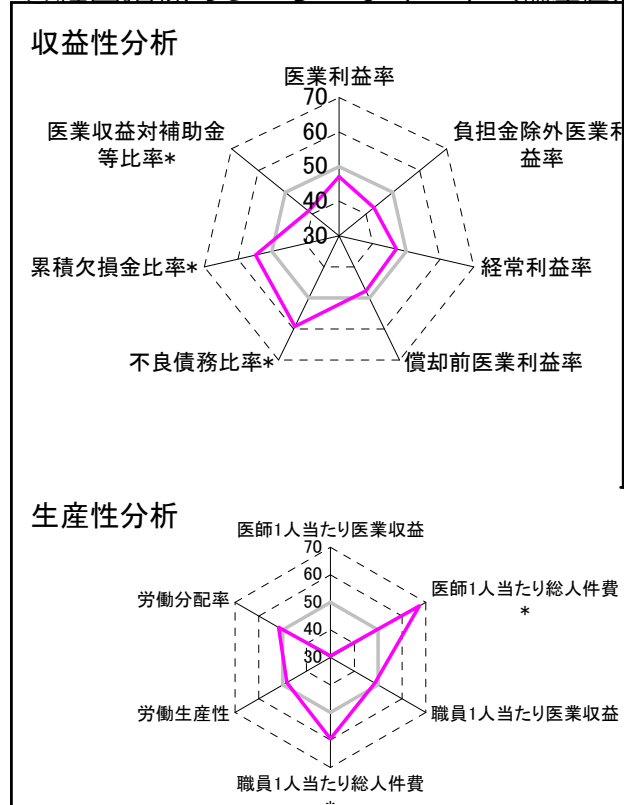 収益性分析
医業利益率
70
60
50
40
30
負担金除外医業利
益率
経常利益率
償却前医業利益率
不良債務比率*
累積欠損金比率*
医業収益対補助金
等比率*
生産性分析
医師1人当たり医業収益
70
60
50
40
30
医師1人当たり総人件費
*
職員1人当たり医業収益
職員1人当たり総人件費
*
労働生産性
労働分配率